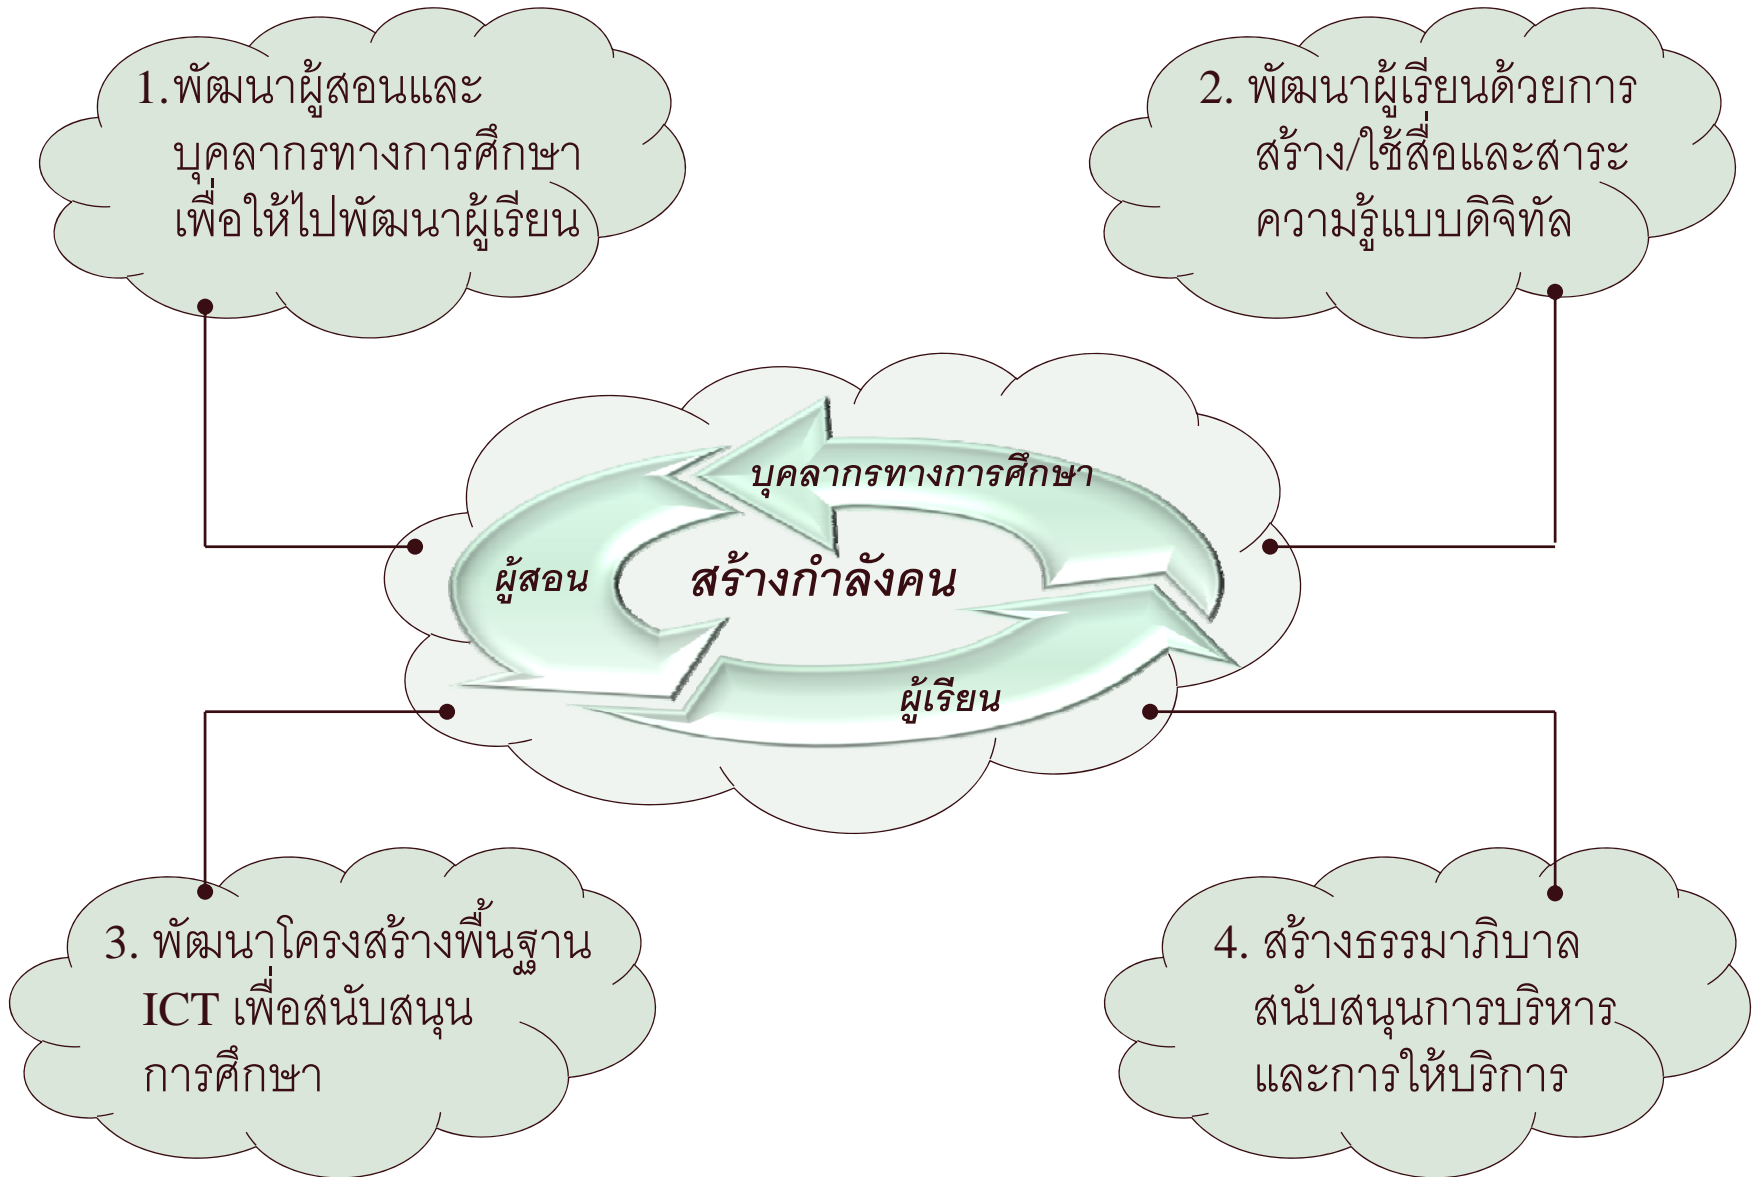 1.พัฒนาผู้สอนและ
บุคลากรทางการศึกษา
เพื่อให้ไปพัฒนาผู้เรียน
2. พัฒนาผู้เรียนด้วยการ
สร้าง/ใช้สื่อและสาระ
ความรู้แบบดิจิทัล
บุคลากรทางการศึกษา
ผู้สอน
สร้างกำลังคน
ผู้เรียน
3. พัฒนาโครงสร้างพื้นฐาน
ICT เพื่อสนับสนุน
การศึกษา
4. สร้างธรรมาภิบาล
สนับสนุนการบริหาร
และการให้บริการ